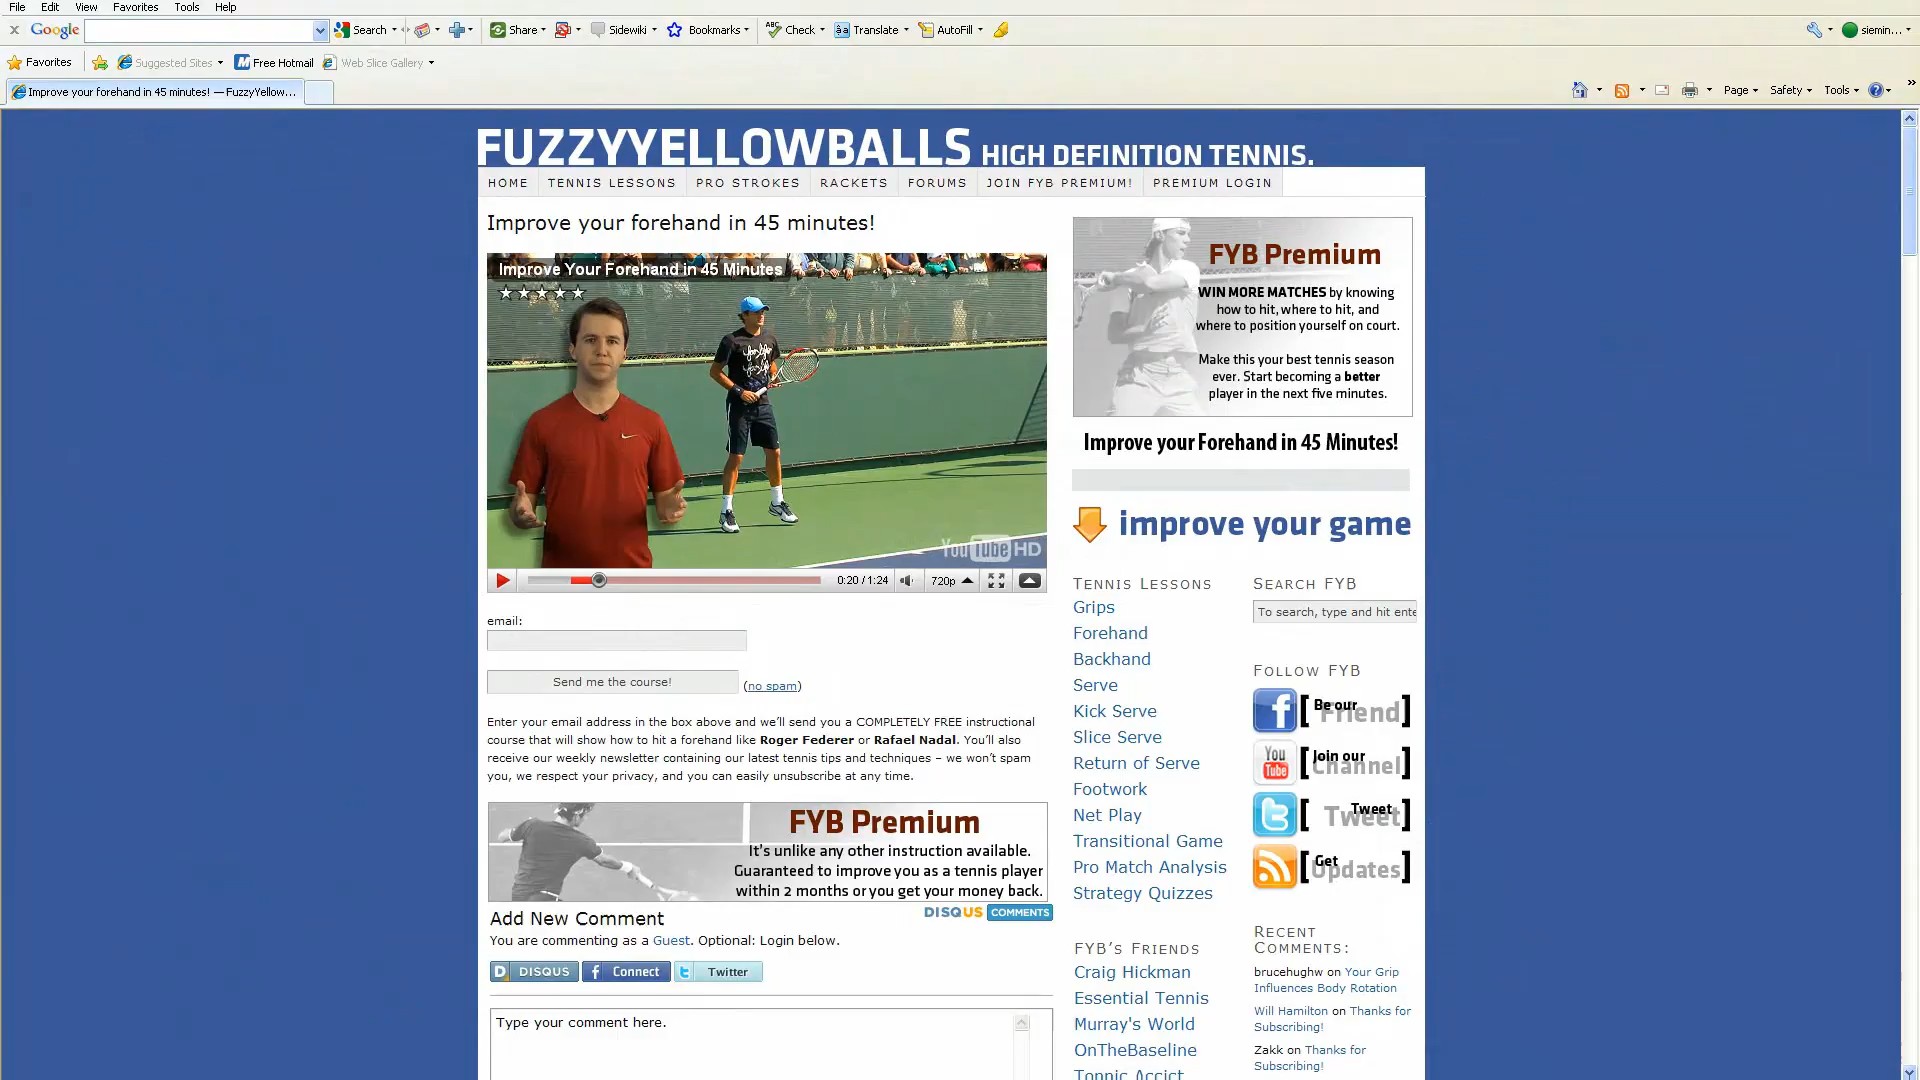 File Edit View Favorites Tools Help
Google Search Share Sidewiki Bookmarks Check Translate AutoFill siemin...
Favorites Suggested Sites Free Hotmail Web Slice Gallery
Improve your forehand in 45 minutes! — FuzzyYellow...
Page Safety Tools
FUZZYYELLOWBALLS HIGH DEFINITION TENNIS.
HOME TENNIS LESSONS PRO STROKES RACKETS FORUMS JOIN FYB PREMIUM! PREMIUM LOGIN
Improve your forehand in 45 minutes!
Improve Your Forehand in 45 Minutes
YouTube HD
0:20 / 1:24 720p
email:
Send me the course! (no spam)
Enter your email address in the box above and we'll send you a COMPLETELY FREE instructional
course that will show how to hit a forehand like Roger Federer or Rafael Nadal. You'll also
receive our weekly newsletter containing our latest tennis tips and techniques – we won't spam
you, we respect your privacy, and you can easily unsubscribe at any time.
FYB Premium
It's unlike any other instruction available.
Guaranteed to improve you as a tennis player
within 2 months or you get your money back.
DISQUS COMMENTS
Add New Comment
You are commenting as a Guest. Optional: Login below.
D DISQUS f Connect t Twitter
Type your comment here.
FYB Premium
WIN MORE MATCHES by knowing
how to hit, where to hit, and
where to position yourself on court.
Make this your best tennis season
ever. Start becoming a better
player in the next five minutes.
Improve your Forehand in 45 Minutes!
improve your game
TENNIS LESSONS
Grips
Forehand
Backhand
Serve
Kick Serve
Slice Serve
Return of Serve
Footwork
Net Play
Transitional Game
Pro Match Analysis
Strategy Quizzes
FYB'S FRIENDS
Craig Hickman
Essential Tennis
Murray's World
OnTheBaseline
SEARCH FYB
To search, type and hit ente
FOLLOW FYB
f [Be our Friend]
You Tube [Join our Channel]
t [Tweet Tweet]
[Get Updates]
RECENT
COMMENTS:
brucehughw on Your Grip
Influences Body Rotation
Will Hamilton on Thanks for
Subscribing!
Zakk on Thanks for
Subscribing!